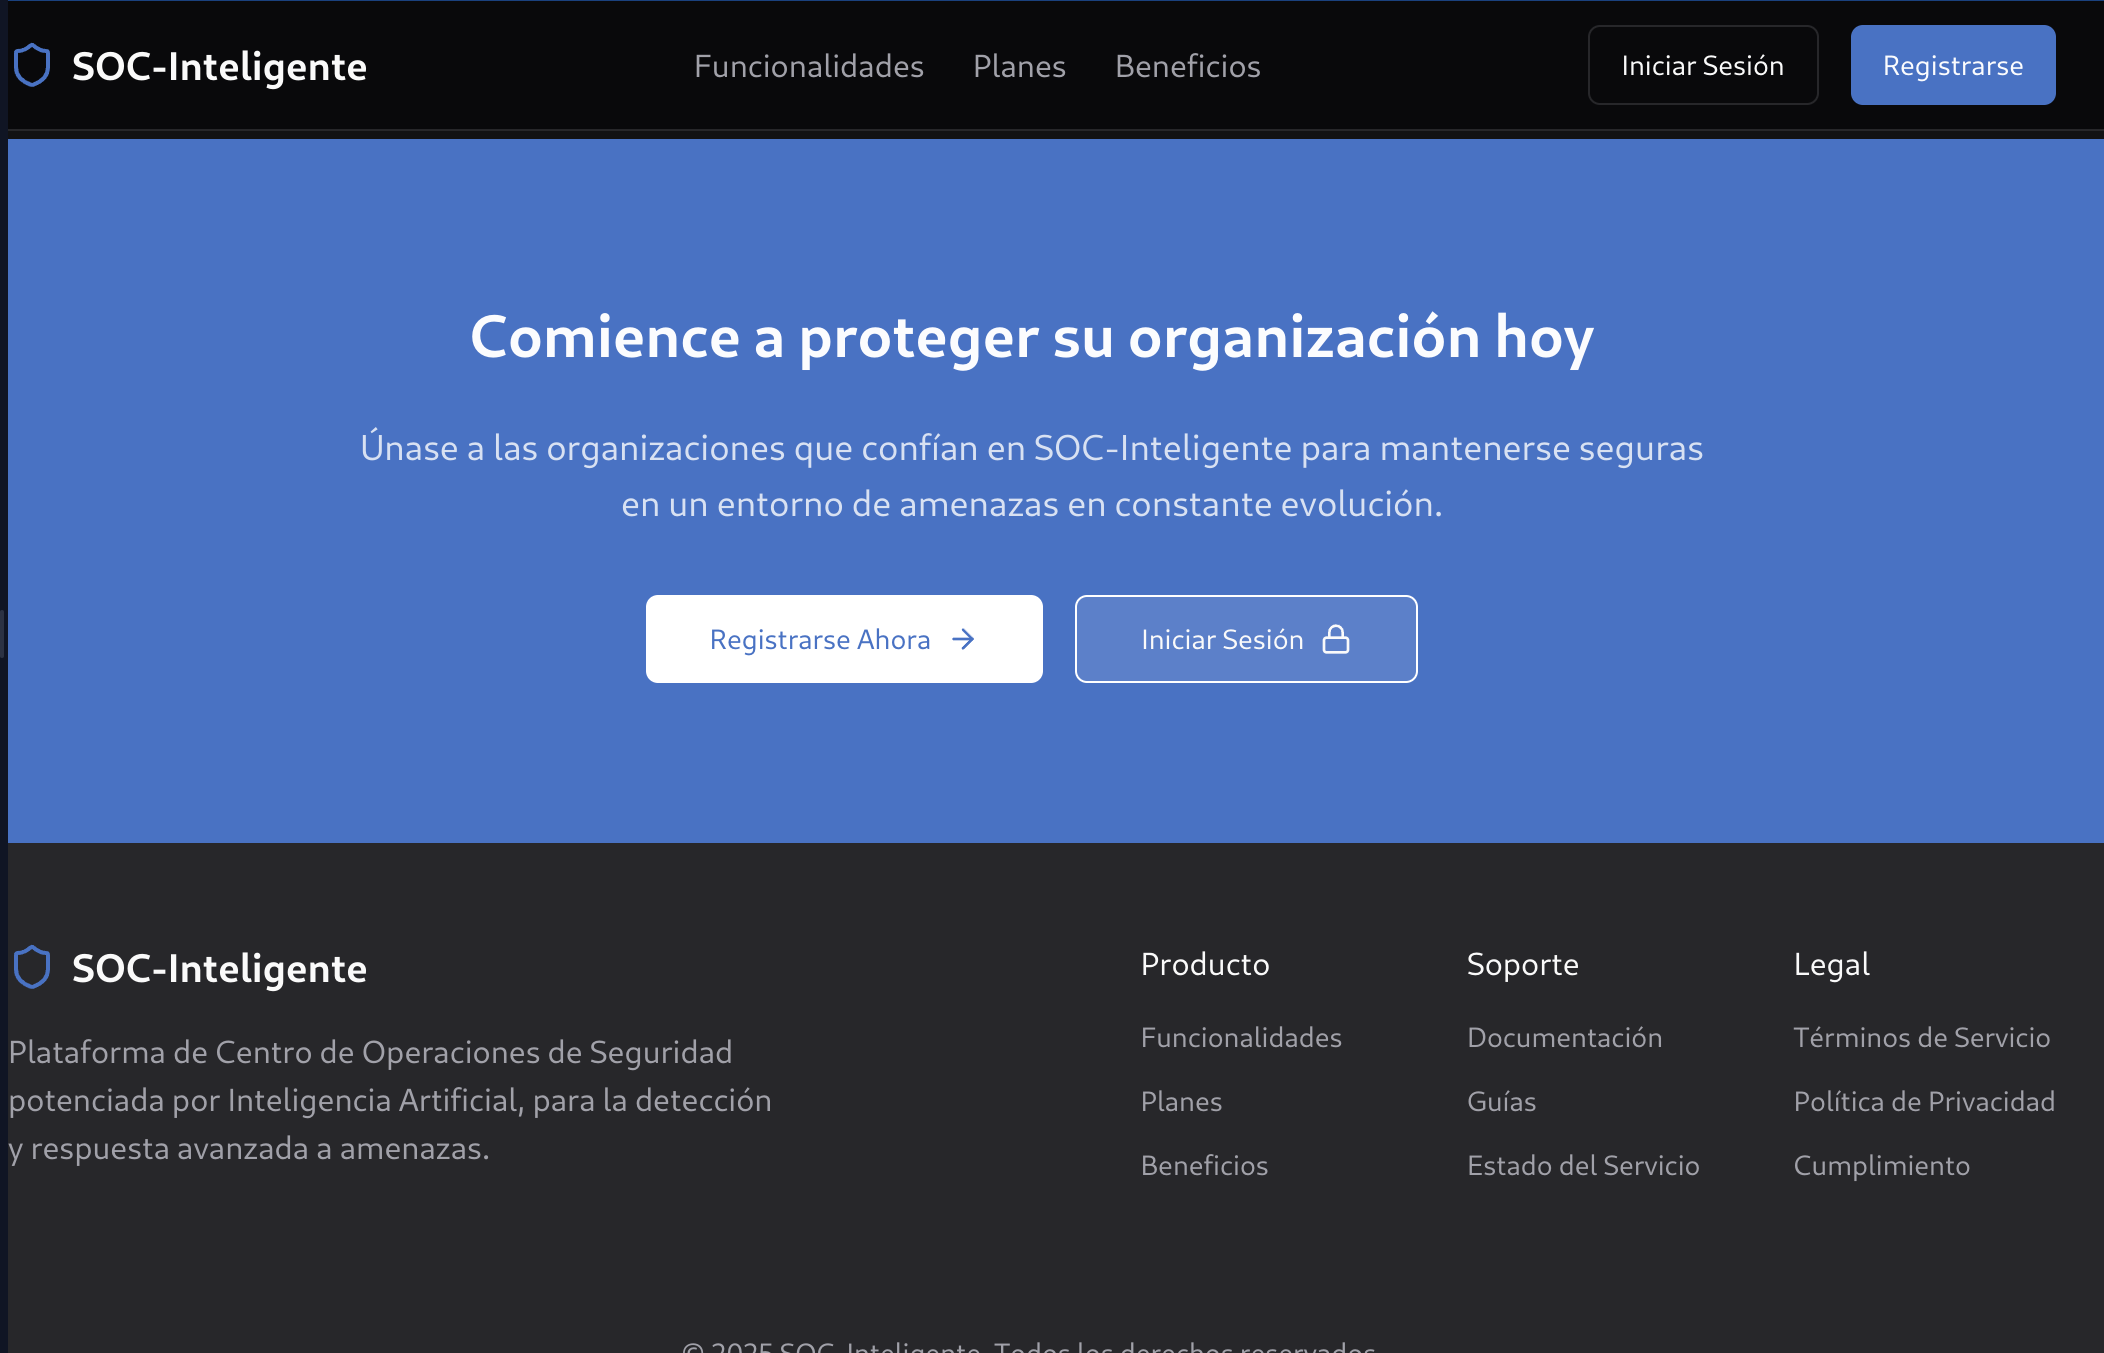 SOC-Inteligente
Funcionalidades
Planes
Beneficios
Iniciar Sesión
Registrarse
Comience a proteger su organización hoy
Únase a las organizaciones que confían en SOC-Inteligente para mantenerse seguras
en un entorno de amenazas en constante evolución.
Registrarse Ahora
Iniciar Sesión
SOC-Inteligente
Plataforma de Centro de Operaciones de Seguridad
potenciada por Inteligencia Artificial, para la detección
y respuesta avanzada a amenazas.
Producto
Funcionalidades
Planes
Beneficios
Soporte
Documentación
Guías
Estado del Servicio
Legal
Términos de Servicio
Política de Privacidad
Cumplimiento
© 2025 SOC-Inteligente. Todos los derechos reservados.